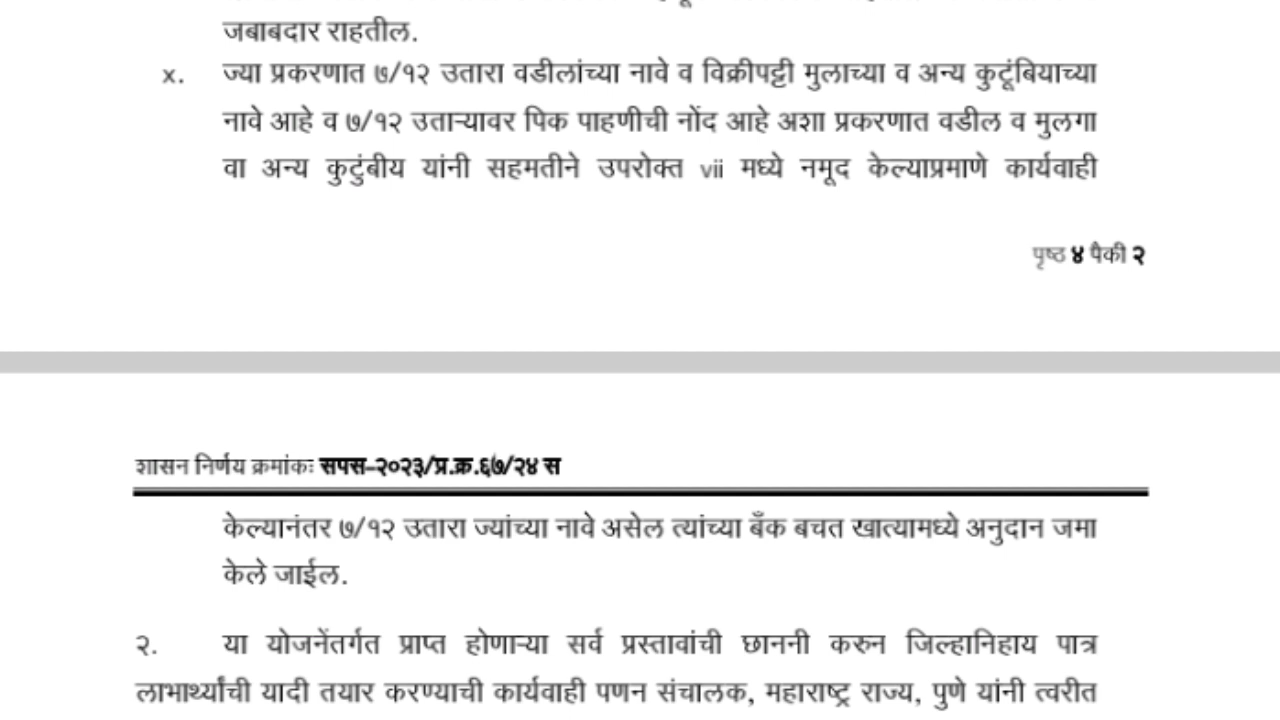 जबाबदार राहतील.
x. ज्या प्रकरणात ७/१२ उतारा वडीलांच्या नावे व विक्रीपट्टी मुलाच्या व अन्य कुटूंबियाच्या
नावे आहे व ७/१२ उताऱ्यावर पिक पाहणीची नोंद आहे अशा प्रकरणात वडील व मुलगा
वा अन्य कुटुंबीय यांनी सहमतीने उपरोक्त vii मध्ये नमूद केल्याप्रमाणे कार्यवाही
पृष्ठ ४ पैकी २
शासन निर्णय क्रमांकः सपस-२०२३/प्र.क्र.६७/२४ स
केल्यानंतर ७/१२ उतारा ज्यांच्या नावे असेल त्यांच्या बँक बचत खात्यामध्ये अनुदान जमा
केले जाईल.
२. या योजनेंतर्गत प्राप्त होणाऱ्या सर्व प्रस्तावांची छाननी करुन जिल्हानिहाय पात्र
लाभार्थ्यांची यादी तयार करण्याची कार्यवाही पणन संचालक, महाराष्ट्र राज्य, पुणे यांनी त्वरीत